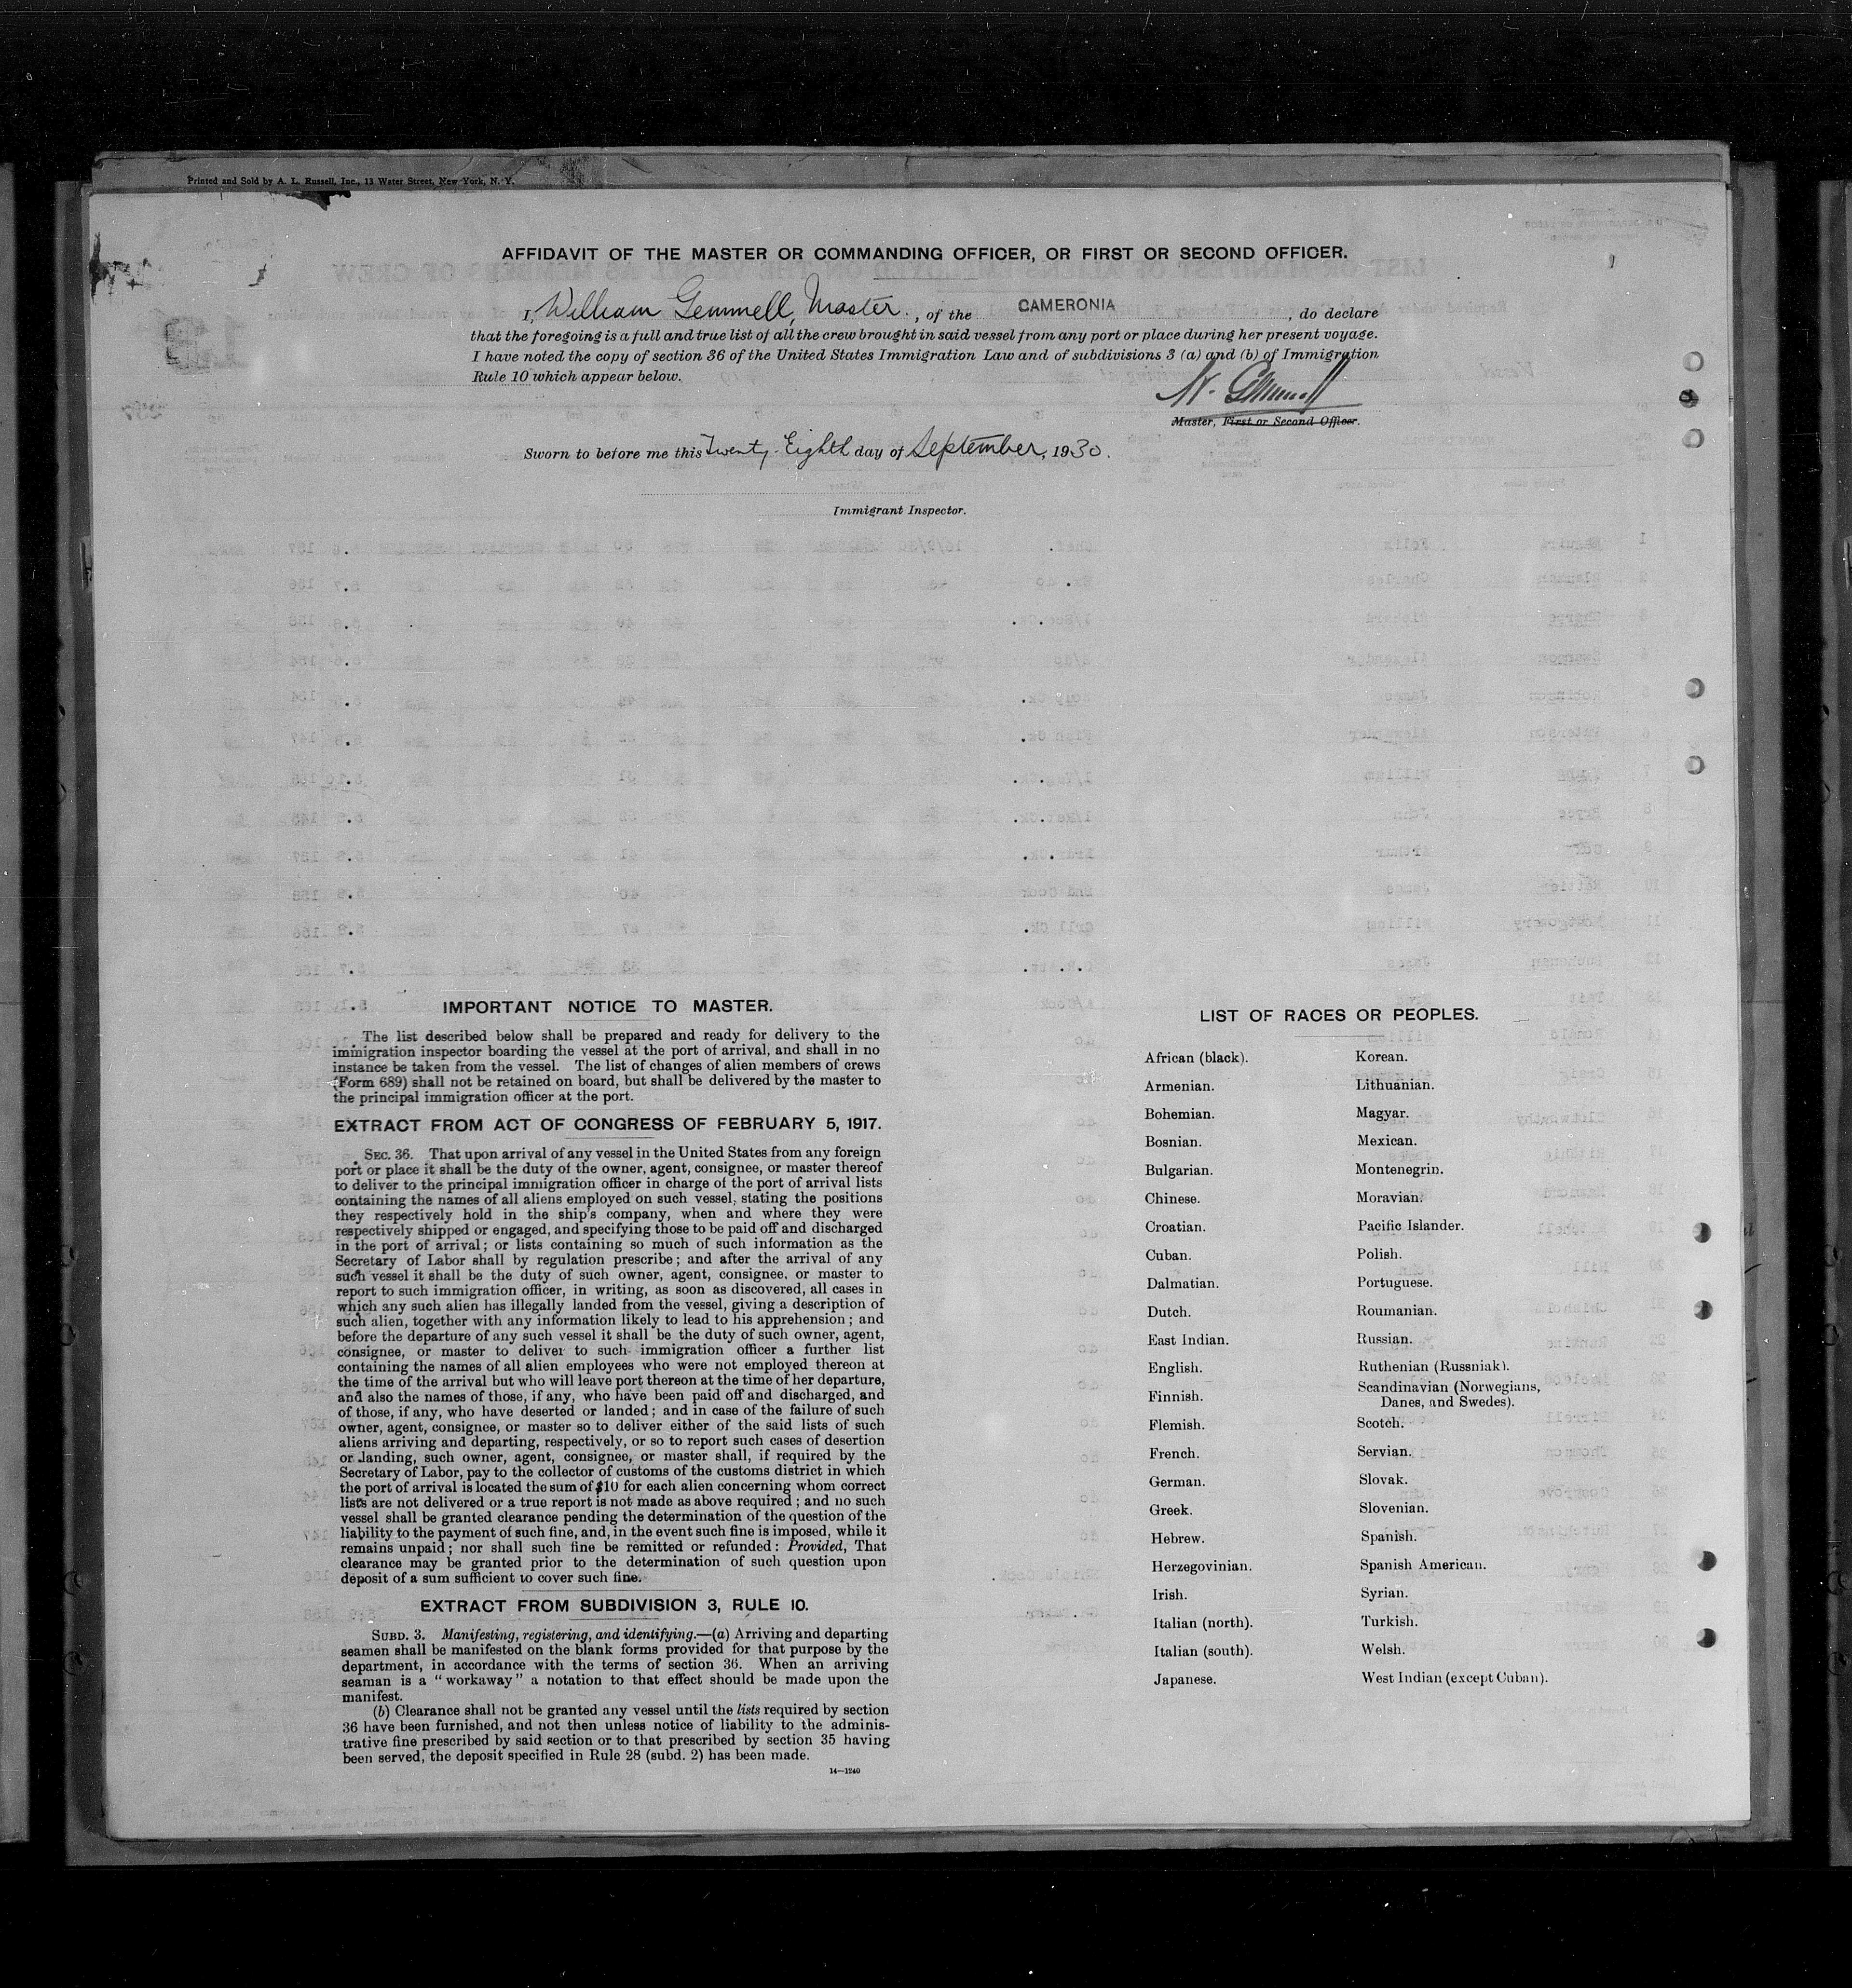 Printed and Sold by A. L. Russell, Inc., 13 Water Street, New York, N. Y.
AFFIDAVIT OF THE MASTER OR COMMANDING OFFICER, OR FIRST OR SECOND OFFICER.
I, William Gemmell, Master., of the CAMERONIA, do declare
that the foregoing is a full and true list of all the crew brought in said vessel from any port or place during her present voyage.
I have noted the copy of section 36 of the United States Immigration Law and of subdivisions 3 (a) and (b) of Immigration
Rule 10 which appear below.
W. Gemmell
Master, First or Second Officer.
Sworn to before me this Twenty-Eighth day of September, 1930.
Immigrant Inspector.
IMPORTANT NOTICE TO MASTER.
The list described below shall be prepared and ready for delivery to the
immigration inspector boarding the vessel at the port of arrival, and shall in no
instance be taken from the vessel. The list of changes of alien members of crews
(Form 689) shall not be retained on board, but shall be delivered by the master to
the principal immigration officer at the port.
EXTRACT FROM ACT OF CONGRESS OF FEBRUARY 5, 1917.
SEC. 36. That upon arrival of any vessel in the United States from any foreign
port or place it shall be the duty of the owner, agent, consignee, or master thereof
to deliver to the principal immigration officer in charge of the port of arrival lists
containing the names of all aliens employed on such vessel, stating the positions
they respectively hold in the ship's company, when and where they were
respectively shipped or engaged, and specifying those to be paid off and discharged
in the port of arrival; or lists containing so much of such information as the
Secretary of Labor shall by regulation prescribe; and after the arrival of any
such vessel it shall be the duty of such owner, agent, consignee, or master to
report to such immigration officer, in writing, as soon as discovered, all cases in
which any such alien has illegally landed from the vessel, giving a description of
such alien, together with any information likely to lead to his apprehension; and
before the departure of any such vessel it shall be the duty of such owner, agent,
consignee, or master to deliver to such immigration officer a further list
containing the names of all alien employees who were not employed thereon at
the time of the arrival but who will leave port thereon at the time of her departure,
and also the names of those, if any, who have been paid off and discharged, and
of those, if any, who have deserted or landed; and in case of the failure of such
owner, agent, consignee, or master so to deliver either of the said lists of such
aliens arriving and departing, respectively, or so to report such cases of desertion
or landing, such owner, agent, consignee, or master shall, if required by the
Secretary of Labor, pay to the collector of customs of the customs district in which
the port of arrival is located the sum of $10 for each alien concerning whom correct
lists are not delivered or a true report is not made as above required; and no such
vessel shall be granted clearance pending the determination of the question of the
liability to the payment of such fine, and, in the event such fine is imposed, while it
remains unpaid; nor shall such fine be remitted or refunded: Provided, That
clearance may be granted prior to the determination of such question upon
deposit of a sum sufficient to cover such fine.
EXTRACT FROM SUBDIVISION 3, RULE 10.
SUBD. 3. Manifesting, registering, and identifying.—(a) Arriving and departing
seamen shall be manifested on the blank forms provided for that purpose by the
department, in accordance with the terms of section 36. When an arriving
seaman is a "workaway" a notation to that effect should be made upon the
manifest.
(b) Clearance shall not be granted any vessel until the lists required by section
36 have been furnished, and not then unless notice of liability to the adminis-
trative fine prescribed by said section or to that prescribed by section 35 having
been served, the deposit specified in Rule 28 (subd. 2) has been made.
14—1240
LIST OF RACES OR PEOPLES.
African (black).
Armenian.
Bohemian.
Bosnian.
Bulgarian.
Chinese.
Croatian.
Cuban.
Dalmatian.
Dutch.
East Indian.
English.
Finnish.
Flemish.
French.
German.
Greek.
Hebrew.
Herzegovinian.
Irish.
Italian (north).
Italian (south).
Japanese.
Korean.
Lithuanian.
Magyar.
Mexican.
Montenegrin.
Moravian.
Pacific Islander.
Polish.
Portuguese.
Roumanian.
Russian.
Ruthenian (Russniak).
Scandinavian (Norwegians,
Danes, and Swedes).
Scotch.
Servian.
Slovak.
Slovenian.
Spanish.
Spanish American.
Syrian.
Turkish.
Welsh.
West Indian (except Cuban).